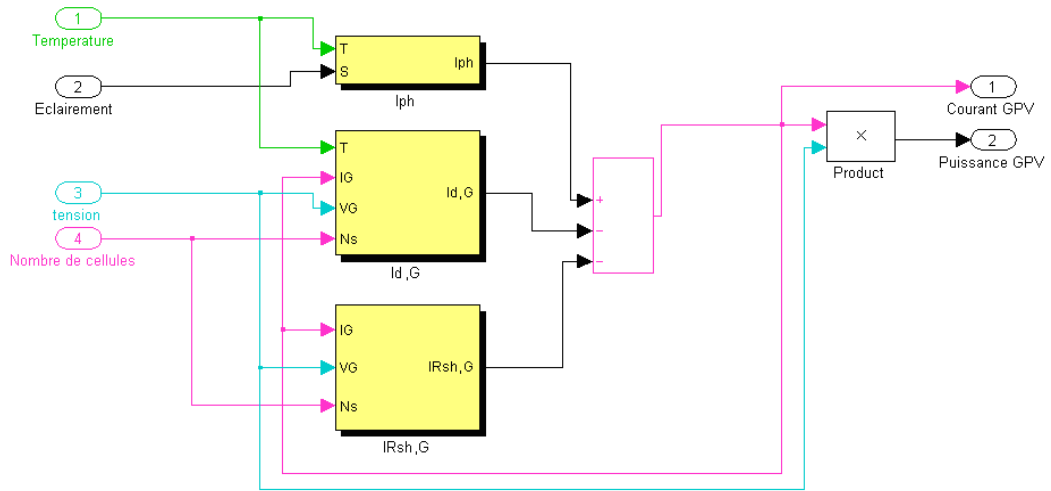 1
Temperature
2
Eclairement
T
S
Iph
Iph
T
IG
VG
Ns
Id,G
Id ,G
3
tension
4
Nombre de cellules
IG
VG
Ns
IRsh,G
IRsh ,G
+
−
−
×
Product
1
Courant GPV
2
Puissance GPV